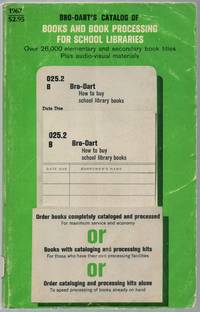 1967
$2.95
BRO-DART'S CATALOG OF
BOOKS AND BOOK PROCESSING
FOR SCHOOL LIBRARIES
Over 26,000 elementary and secondary book titles
Plus audio-visual materials
025.2
B Bro-Dart
How to buy
school library books
Date Due
025.2
B Bro-Dart
How to buy
school library books
DATE DUE BORROWER'S NAME
Order books completely cataloged and processed
For maximum service and economy
or
Books with cataloging and processing kits
For those who have their own processing facilities
or
Order cataloging and processing kits alone
To speed processing of books already on hand